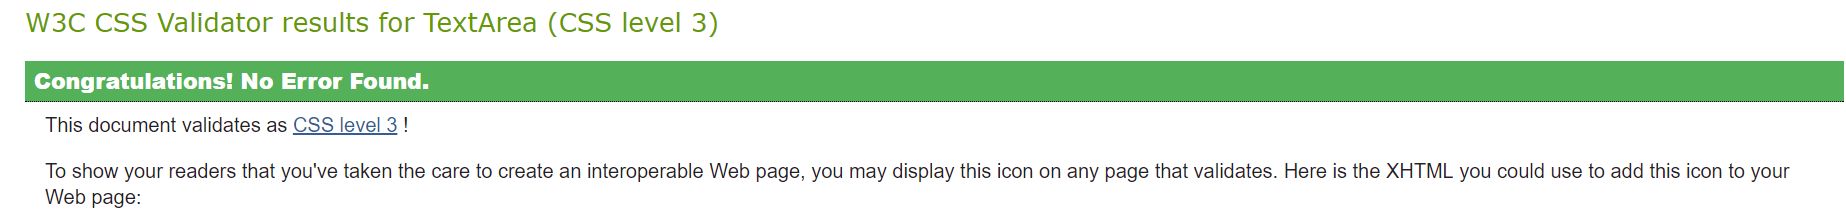 W3C CSS Validator results for TextArea (CSS level 3)
Congratulations! No Error Found.
This document validates as CSS level 3 !
To show your readers that you've taken the care to create an interoperable Web page, you may display this icon on any page that validates. Here is the XHTML you could use to add this icon to your
Web page: